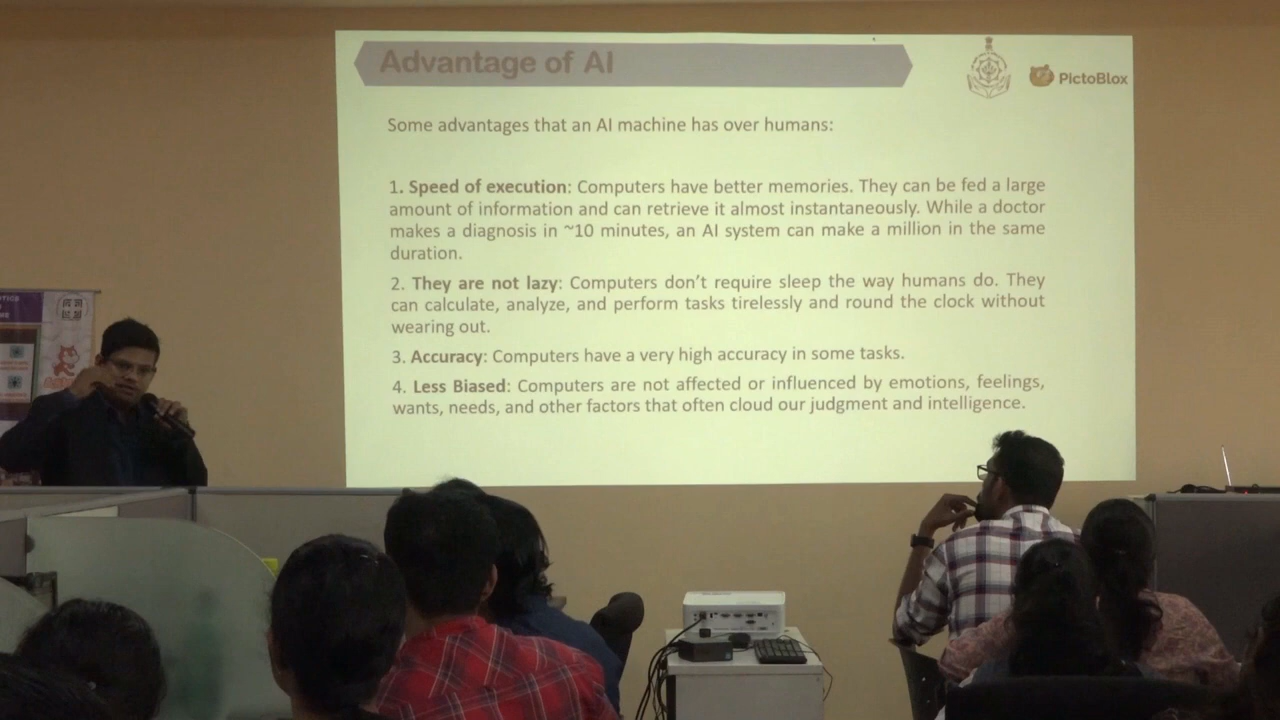 Advantage of AI
PictoBlox
Some advantages that an AI machine has over humans:
1. Speed of execution: Computers have better memories. They can be fed a large
amount of information and can retrieve it almost instantaneously. While a doctor
makes a diagnosis in ~10 minutes, an AI system can make a million in the same
duration.
2. They are not lazy: Computers don't require sleep the way humans do. They
can calculate, analyze, and perform tasks tirelessly and round the clock without
wearing out.
3. Accuracy: Computers have a very high accuracy in some tasks.
4. Less Biased: Computers are not affected or influenced by emotions, feelings,
wants, needs, and other factors that often cloud our judgment and intelligence.